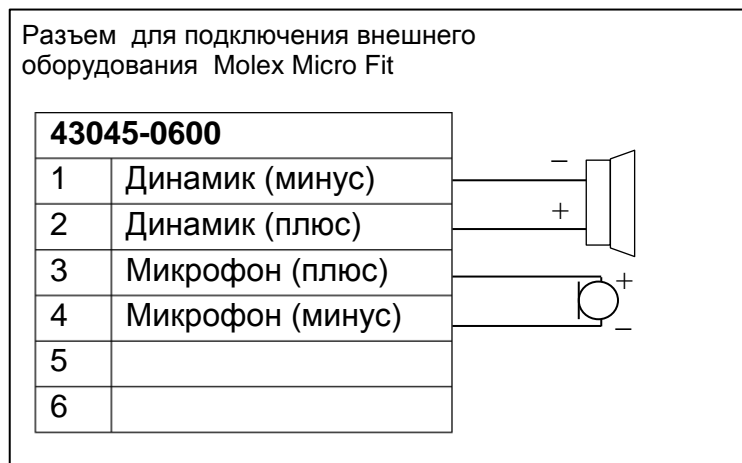 Разъем для подключения внешнего
оборудования Molex Micro Fit
43045-0600
1 Динамик (минус)
2 Динамик (плюс)
3 Микрофон (плюс)
4 Микрофон (минус)
5
6
−
+
+
−